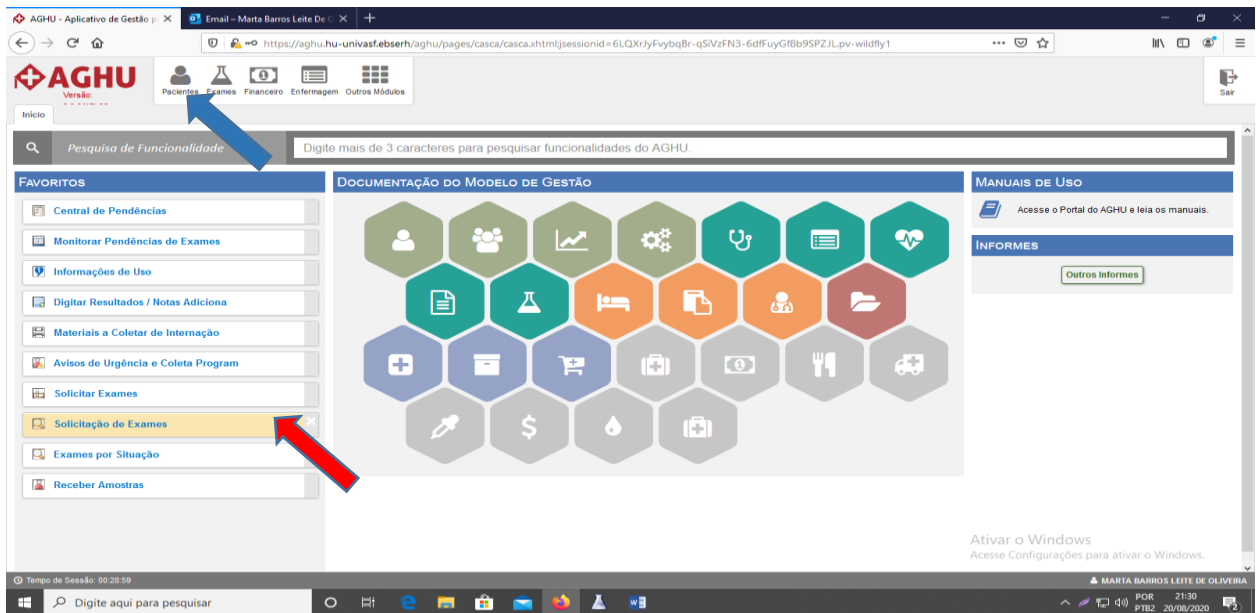 AGHU - Aplicativo de Gestão p
Email – Marta Barros Leite De O
https://aghu.hu-univasf.ebserh/aghu/pages/casca/casca.xhtml;jsessionid=6LQXrJyFvybqBr-qSiVzFN3-6dfFuyGf8b9SPZJL.pv-wildfly1
AGHU
Versão:
Pacientes Exames Financeiro Enfermagem Outros Módulos
Sair
Início
Pesquisa de Funcionalidade
Digite mais de 3 caracteres para pesquisar funcionalidades do AGHU.
FAVORITOS
Central de Pendências
Monitorar Pendências de Exames
Informações de Uso
Digitar Resultados / Notas Adiciona
Materiais a Coletar de Internação
Avisos de Urgência e Coleta Program
Solicitar Exames
Solicitação de Exames
Exames por Situação
Receber Amostras
DOCUMENTAÇÃO DO MODELO DE GESTÃO
MANUAIS DE USO
Acesse o Portal do AGHU e leia os manuais.
INFORMES
Outros Informes
Ativar o Windows
Acesse Configurações para ativar o Windows.
Tempo de Sessão: 00:28:59
MARTA BARROS LEITE DE OLIVEIRA
Digite aqui para pesquisar
POR 21:30
PTB2 20/08/2020